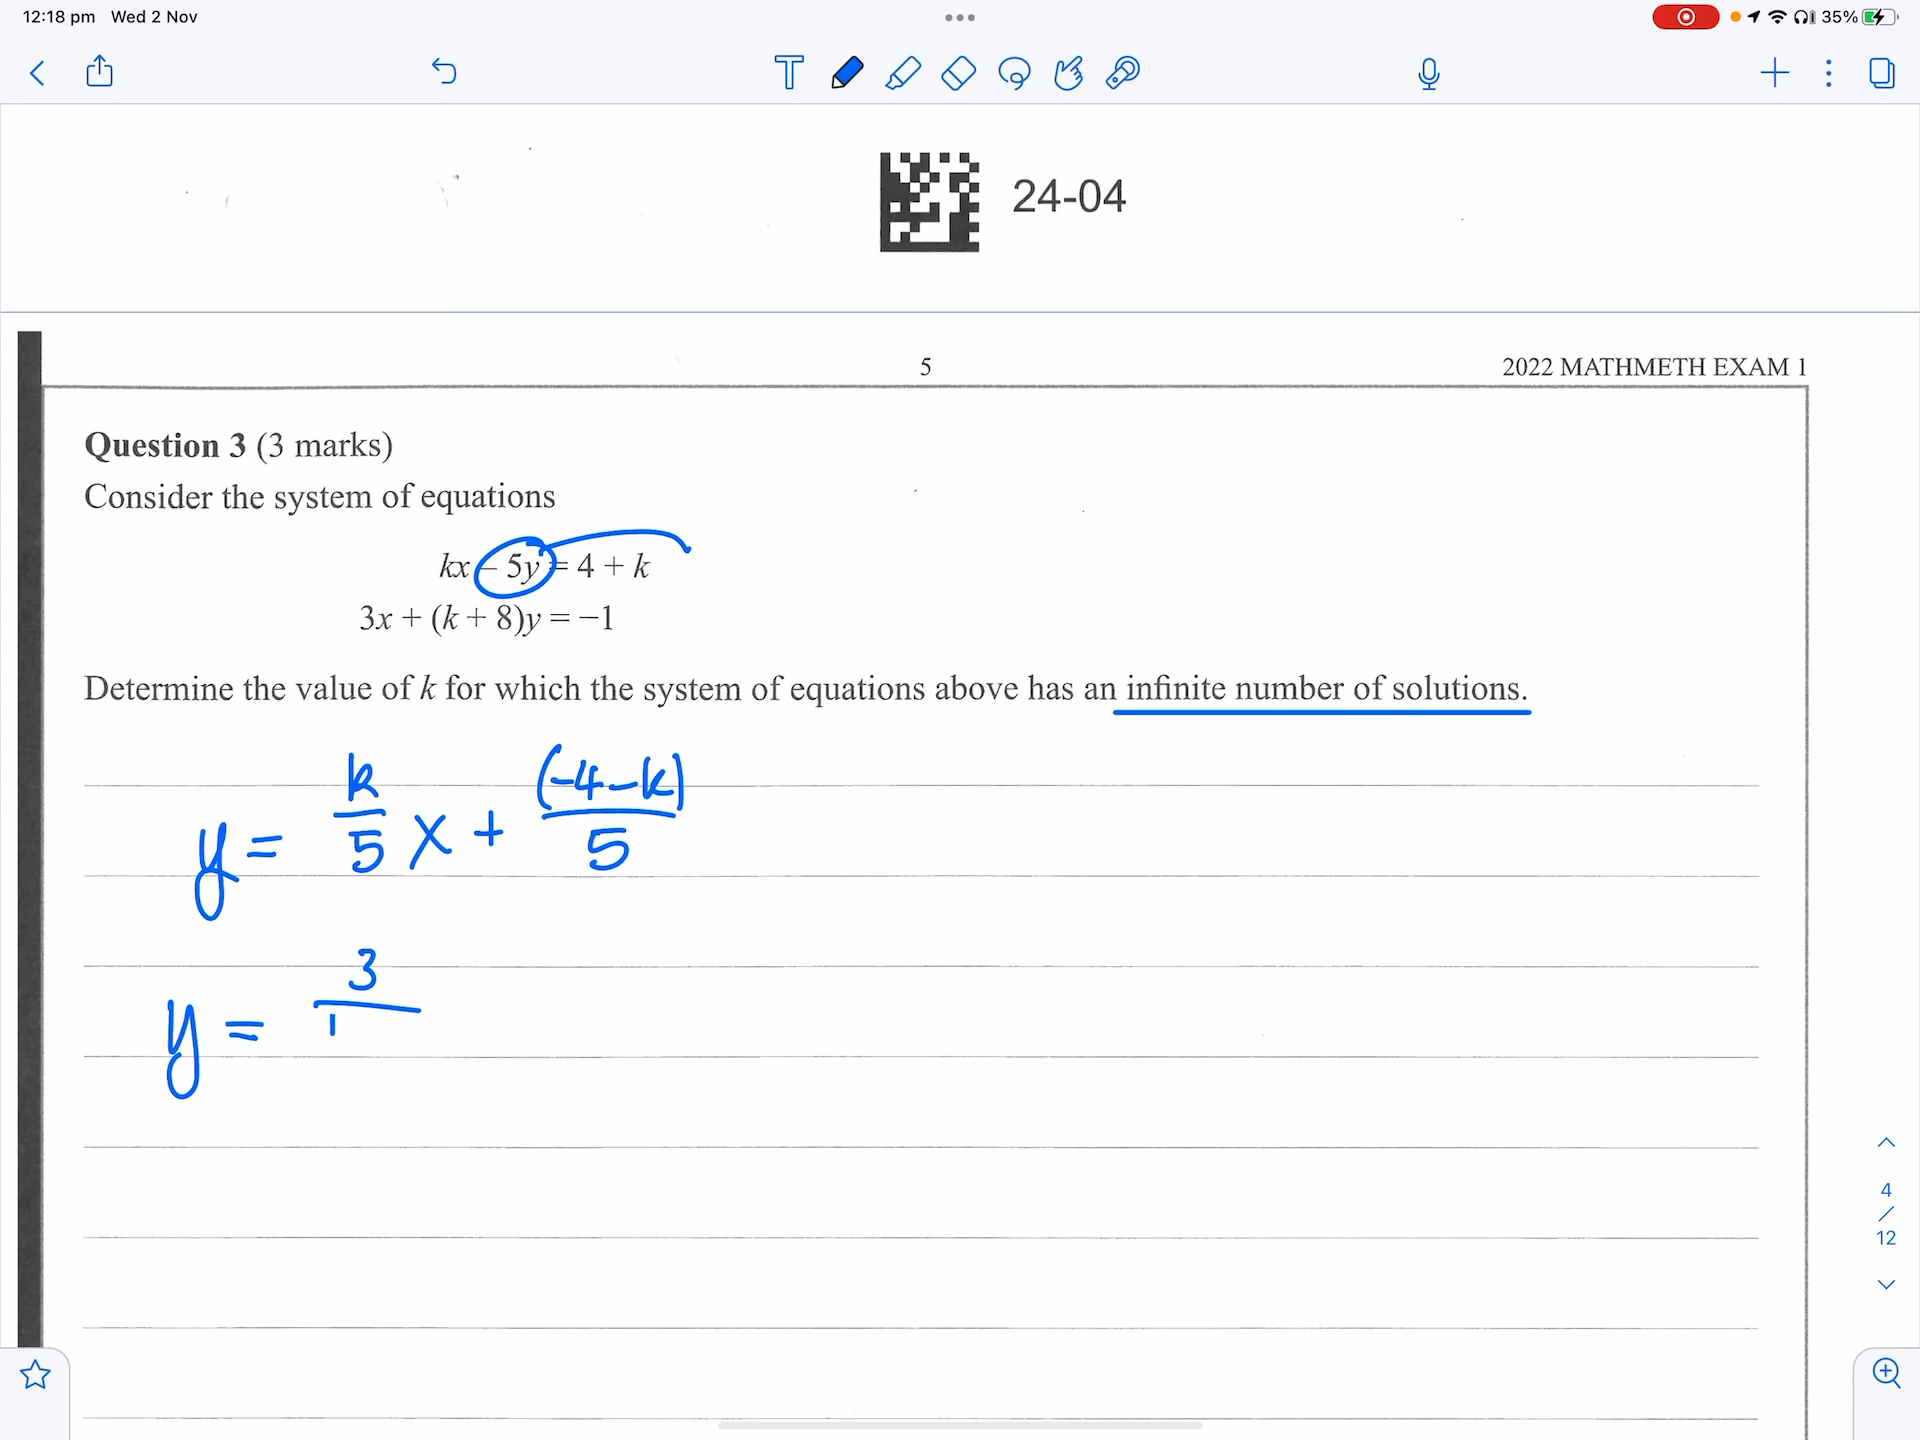 12:18 pm Wed 2 Nov
35%
24-04
5
2022 MATHMETH EXAM 1
Question 3 (3 marks)
Consider the system of equations
kx – 5y = 4 + k
3x + (k + 8)y = –1
Determine the value of k for which the system of equations above has an infinite number of solutions.
y = k/5 x + (-4-k)/5
y = 3/
4
/
12